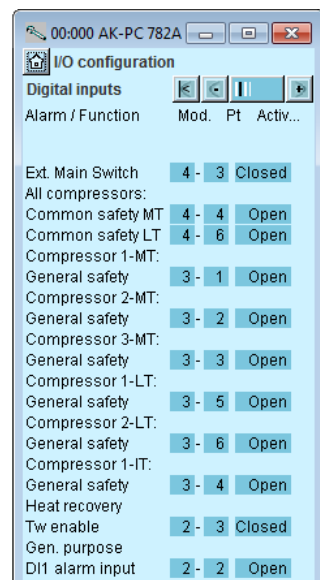 00:000 AK-PC 782A
I/O configuration
Digital inputs
Alarm / Function Mod. Pt Activ...
Ext. Main Switch 4 - 3 Closed
All compressors:
Common safety MT 4 - 4 Open
Common safety LT 4 - 6 Open
Compressor 1-MT:
General safety 3 - 1 Open
Compressor 2-MT:
General safety 3 - 2 Open
Compressor 3-MT:
General safety 3 - 3 Open
Compressor 1-LT:
General safety 3 - 5 Open
Compressor 2-LT:
General safety 3 - 6 Open
Compressor 1-IT:
General safety 3 - 4 Open
Heat recovery
Tw enable 2 - 3 Closed
Gen. purpose
DI1 alarm input 2 - 2 Open